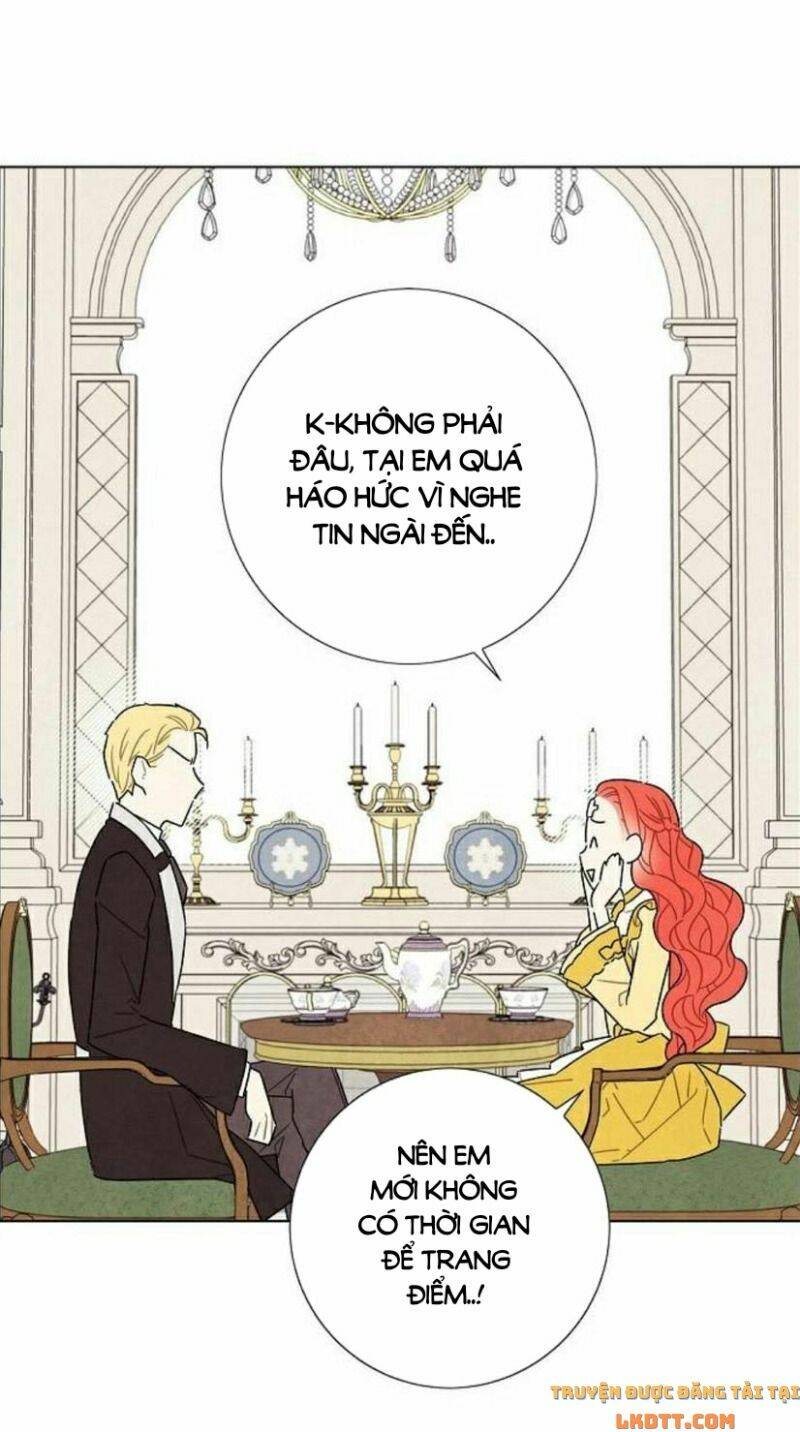 K-KHÔNG PHẢI
ĐÂU, TẠI EM QUÁ
HÁO HỨC VÌ NGHE
TIN NGÀI ĐẾN..
NÊN EM
MỚI KHÔNG
CÓ THỜI GIAN
ĐỂ TRANG
ĐIỂM..!
TRUYỆN ĐƯỢC ĐĂNG TẢI TẠI
LKDTT.COM